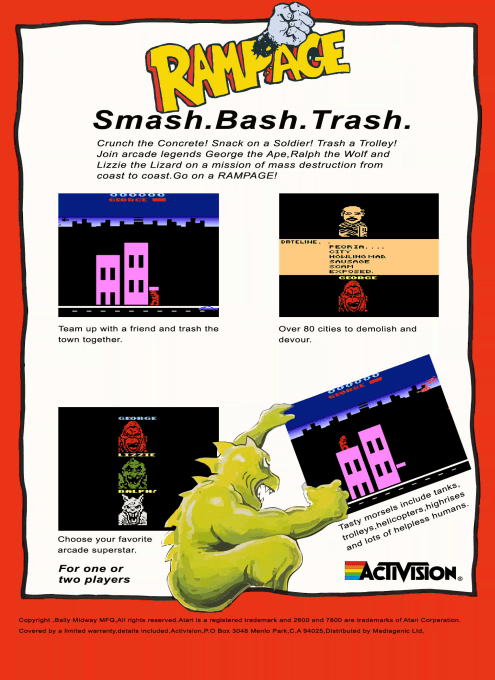 RAMPAGE
Smash.Bash.Trash.
Crunch the Concrete! Snack on a Soldier! Trash a Trolley!
Join arcade legends George the Ape,Ralph the Wolf and
Lizzie the Lizard on a mission of mass destruction from
coast to coast.Go on a RAMPAGE!
000000
GEORGE
DATELINE. .
PEORIA....
CITY
HOWLING MAD.
SAUSAGE
SCAM
EXPOSED.
GEORGE
Team up with a friend and trash the
town together.
Over 80 cities to demolish and
devour.
000000
GEORGE
GEORGE
LIZZIE
RALPH
Tasty morsels include tanks,
trolleys,helicopters,highrises
and lots of helpless humans.
Choose your favorite
arcade superstar.
For one or
two players
ACTIVISION®
Copyright ,Bally Midway MFG,All rights reserved.Atari is a registered trademark and 2600 and 7800 are trademarks of Atari Corporation.
Covered by a limited warranty,details included.Activision,P.O Box 3048 Menlo Park,C.A 94025,Distributed by Mediagenic Ltd.